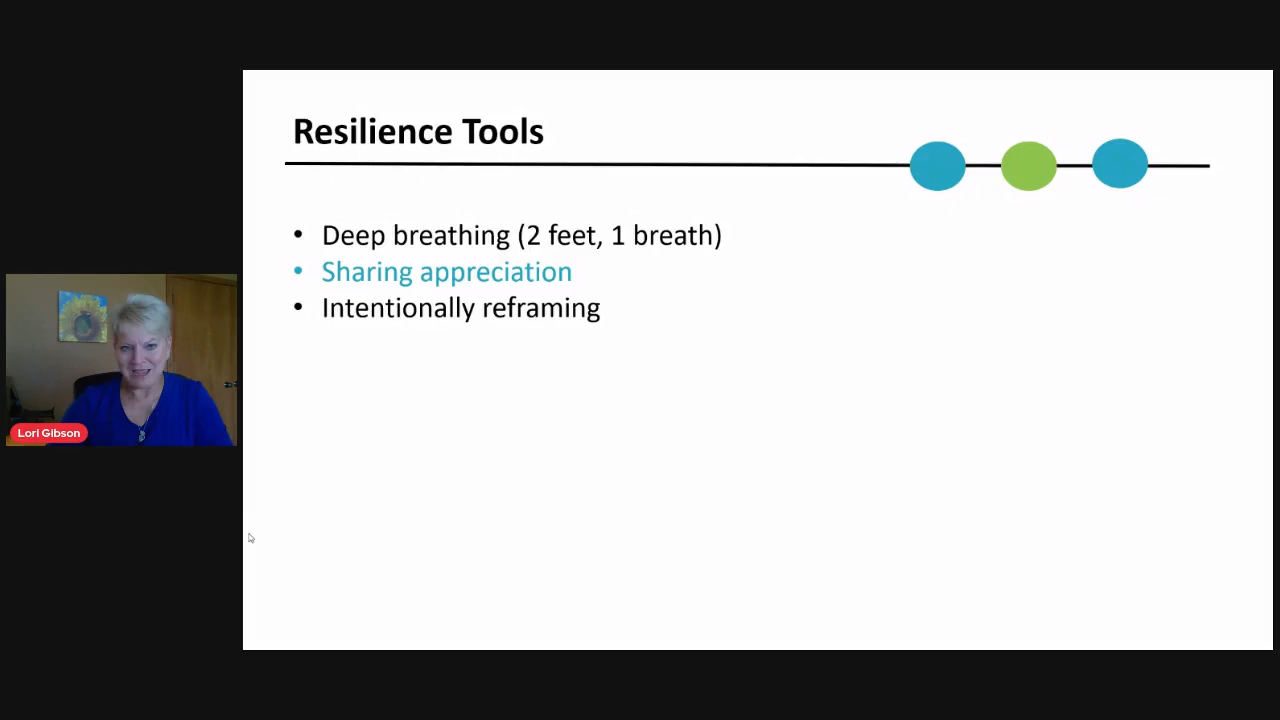 Resilience Tools
• Deep breathing (2 feet, 1 breath)
• Sharing appreciation
• Intentionally reframing
Lori Gibson